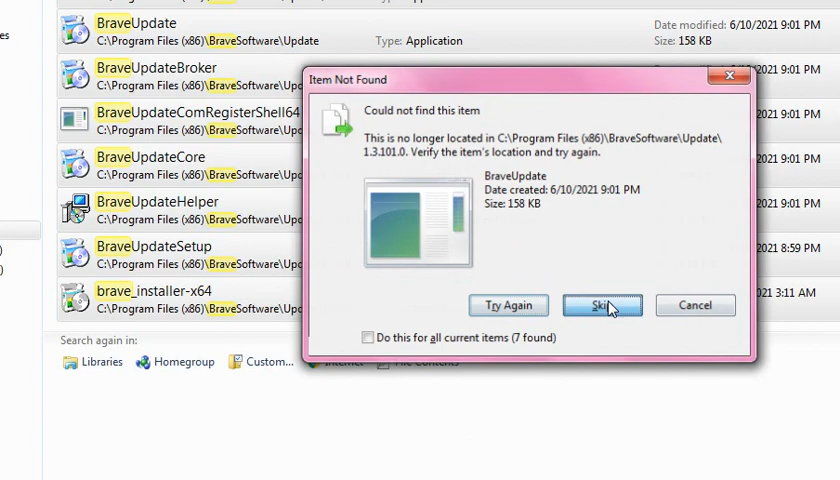 es
BraveUpdate
Date modified: 6/10/2021 9:01 PM
C:\Program Files (x86)\BraveSoftware\Update
Type: Application
Size: 158 KB
BraveUpdateBroker
9:01 PM
C:\Program Files (x86)\BraveSoftware\Upd
BraveUpdateComRegisterShell64
9:01 PM
C:\Program Files (x86)\BraveSoftware\Upd
BraveUpdateCore
9:01 PM
C:\Program Files (x86)\BraveSoftware\Upd
BraveUpdateHelper
9:01 PM
C:\Program Files (x86)\BraveSoftware\Upd
BraveUpdateSetup
8:59 PM
C:\Program Files (x86)\BraveSoftware\Upd
brave_installer-x64
021 3:11 AM
C:\Program Files (x86)\BraveSoftware\Upd
Search again in:
Libraries
Homegroup
Custom...
Internet
File Contents
Item Not Found
Could not find this item
This is no longer located in C:\Program Files (x86)\BraveSoftware\Update\
1.3.101.0. Verify the item's location and try again.
BraveUpdate
Date created: 6/10/2021 9:01 PM
Size: 158 KB
Try Again
Skip
Cancel
Do this for all current items (7 found)